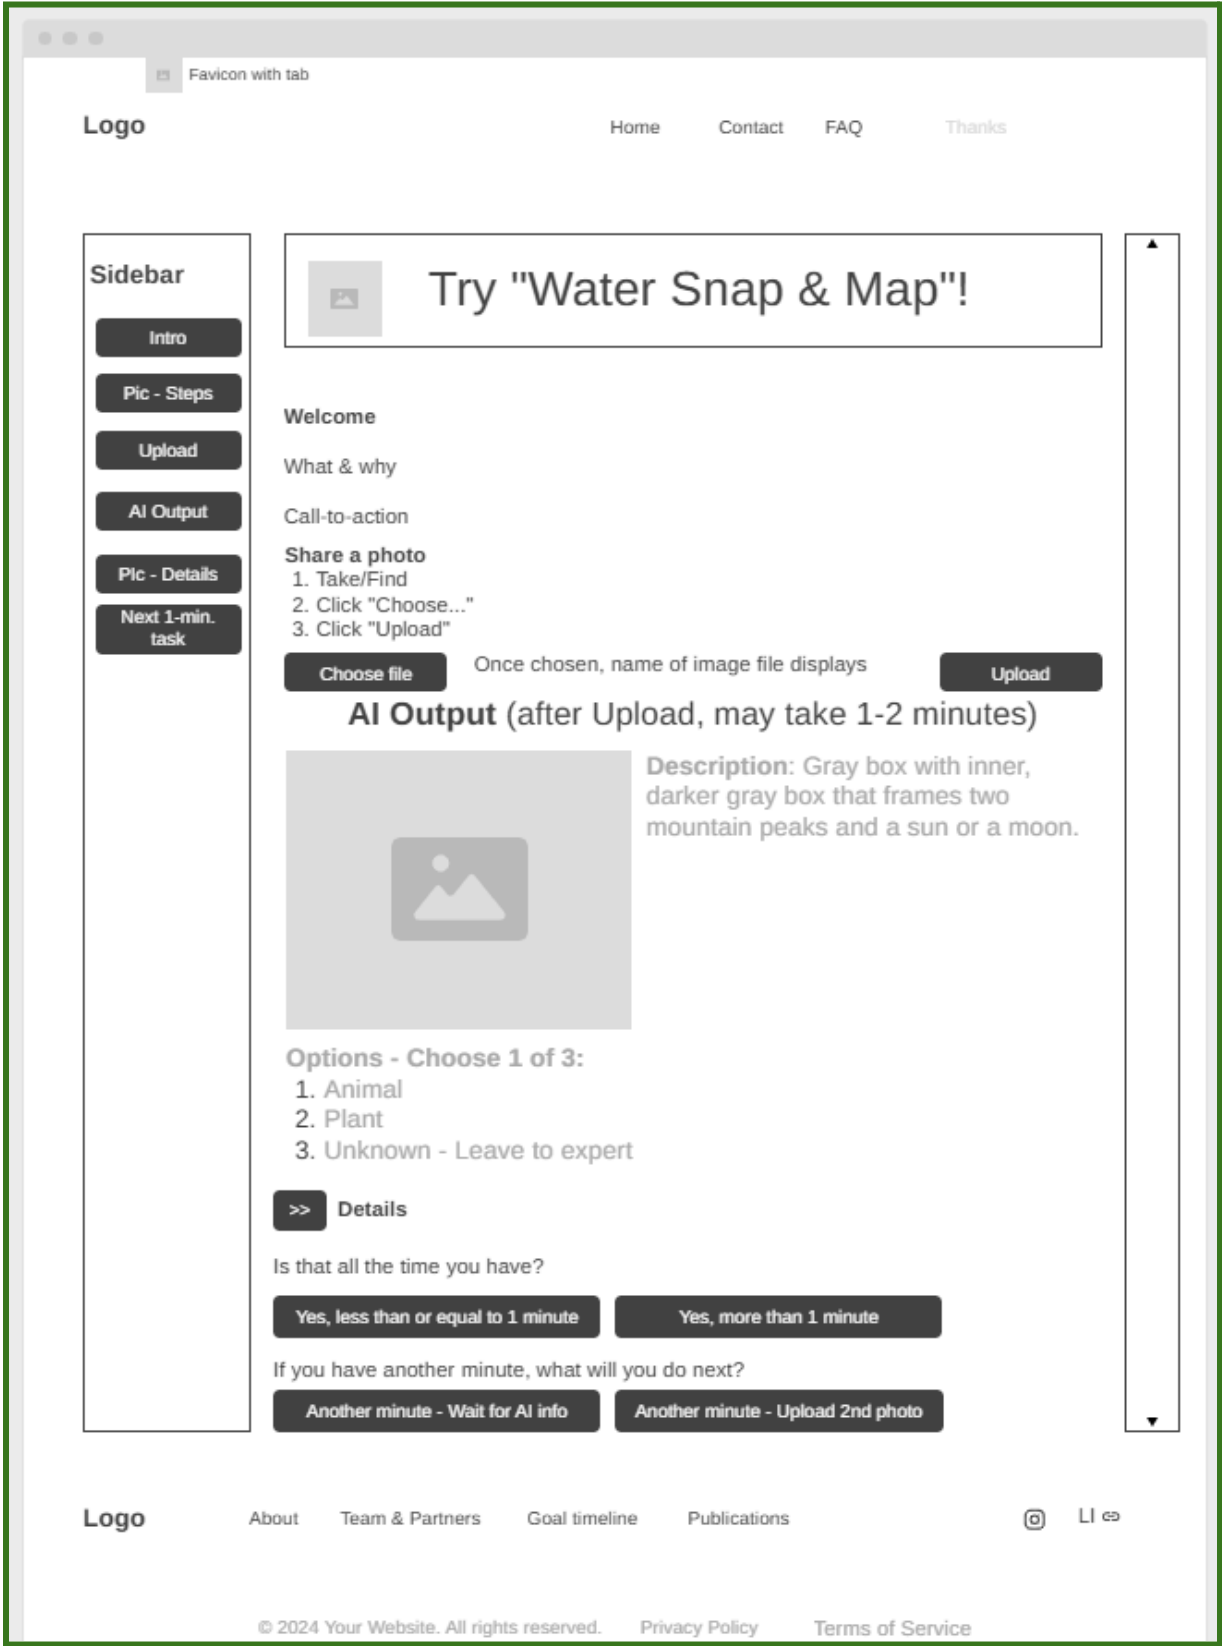 Favicon with tab
Logo
Home Contact FAQ Thanks
Sidebar
Intro
Pic - Steps
Upload
AI Output
PIc - Details
Next 1-min.
task
Try "Water Snap & Map"!
Welcome
What & why
Call-to-action
Share a photo
1. Take/Find
2. Click "Choose..."
3. Click "Upload"
Choose file Once chosen, name of image file displays Upload
AI Output (after Upload, may take 1-2 minutes)
Description: Gray box with inner,
darker gray box that frames two
mountain peaks and a sun or a moon.
Options - Choose 1 of 3:
1. Animal
2. Plant
3. Unknown - Leave to expert
>> Details
Is that all the time you have?
Yes, less than or equal to 1 minute Yes, more than 1 minute
If you have another minute, what will you do next?
Another minute - Wait for AI info Another minute - Upload 2nd photo
Logo About Team & Partners Goal timeline Publications LI
© 2024 Your Website. All rights reserved. Privacy Policy Terms of Service